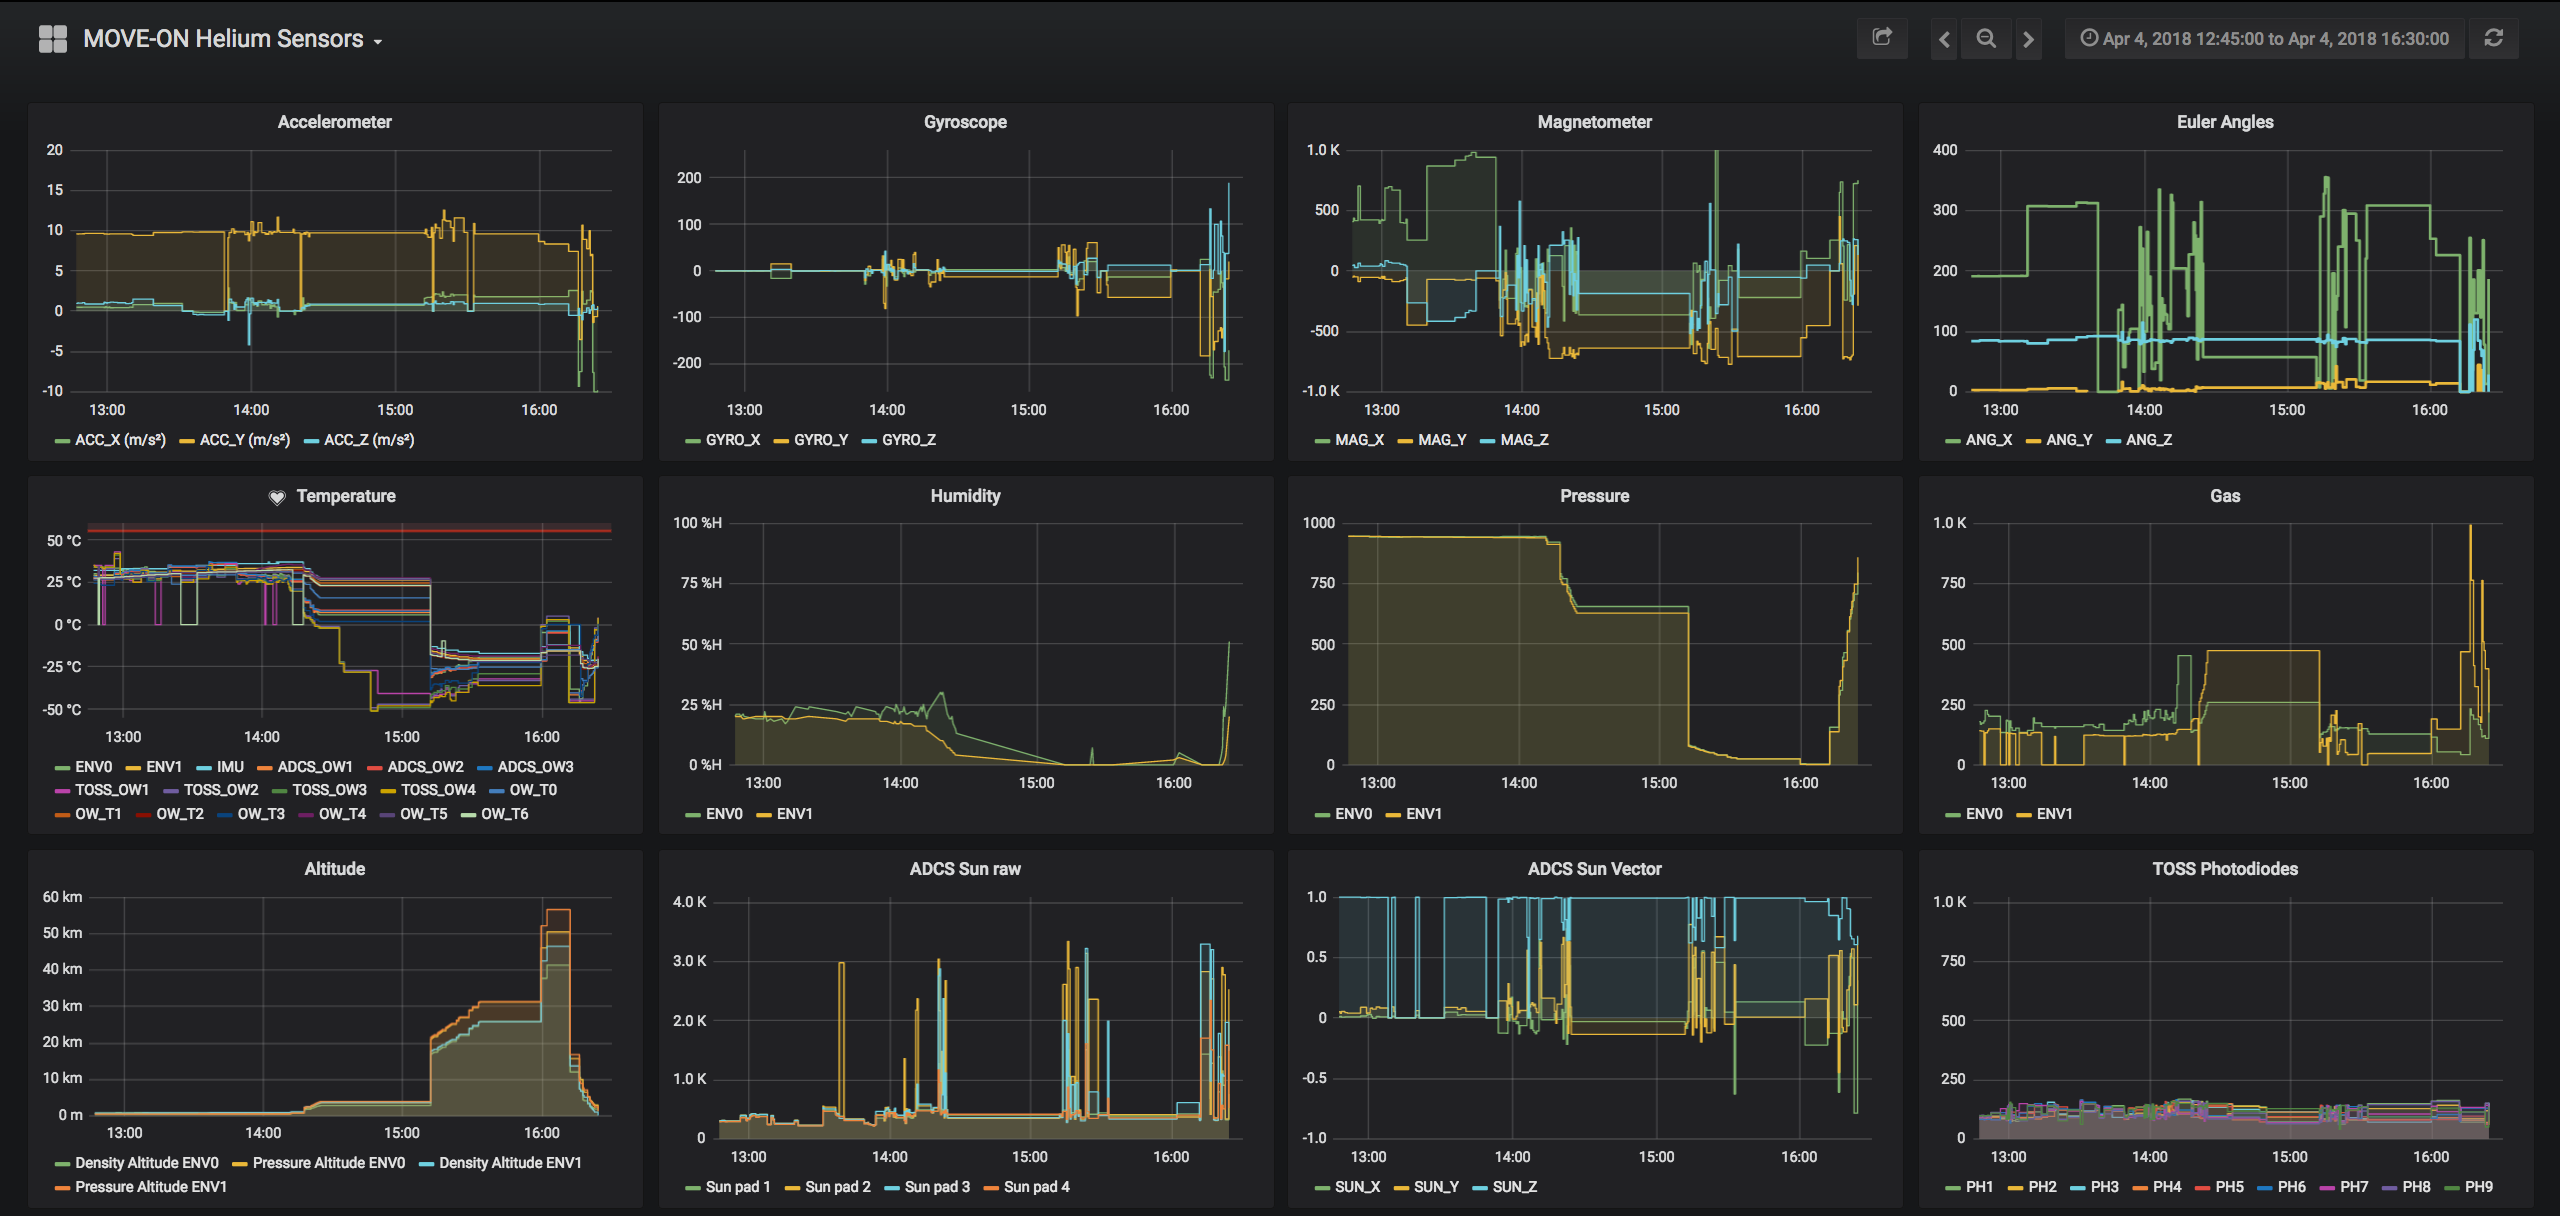 MOVE-ON Helium Sensors
Apr 4, 2018 12:45:00 to Apr 4, 2018 16:30:00
Accelerometer
20
15
10
5
0
-5
-10
13:00 14:00 15:00 16:00
ACC_X (m/s²) ACC_Y (m/s²) ACC_Z (m/s²)
Gyroscope
200
100
0
-100
-200
13:00 14:00 15:00 16:00
GYRO_X GYRO_Y GYRO_Z
Magnetometer
1.0 K
500
0
-500
-1.0 K
13:00 14:00 15:00 16:00
MAG_X MAG_Y MAG_Z
Euler Angles
400
300
200
100
0
13:00 14:00 15:00 16:00
ANG_X ANG_Y ANG_Z
Temperature
50 °C
25 °C
0 °C
-25 °C
-50 °C
13:00 14:00 15:00 16:00
ENV0 ENV1 IMU ADCS_OW1 ADCS_OW2 ADCS_OW3
TOSS_OW1 TOSS_OW2 TOSS_OW3 TOSS_OW4 OW_T0
OW_T1 OW_T2 OW_T3 OW_T4 OW_T5 OW_T6
Humidity
100 %H
75 %H
50 %H
25 %H
0 %H
13:00 14:00 15:00 16:00
ENV0 ENV1
Pressure
1000
750
500
250
0
13:00 14:00 15:00 16:00
ENV0 ENV1
Gas
1.0 K
750
500
250
0
13:00 14:00 15:00 16:00
ENV0 ENV1
Altitude
60 km
50 km
40 km
30 km
20 km
10 km
0 m
13:00 14:00 15:00 16:00
Density Altitude ENV0 Pressure Altitude ENV0 Density Altitude ENV1
Pressure Altitude ENV1
ADCS Sun raw
4.0 K
3.0 K
2.0 K
1.0 K
0
13:00 14:00 15:00 16:00
Sun pad 1 Sun pad 2 Sun pad 3 Sun pad 4
ADCS Sun Vector
1.0
0.5
0
-0.5
-1.0
13:00 14:00 15:00 16:00
SUN_X SUN_Y SUN_Z
TOSS Photodiodes
1.0 K
750
500
250
0
13:00 14:00 15:00 16:00
PH1 PH2 PH3 PH4 PH5 PH6 PH7 PH8 PH9